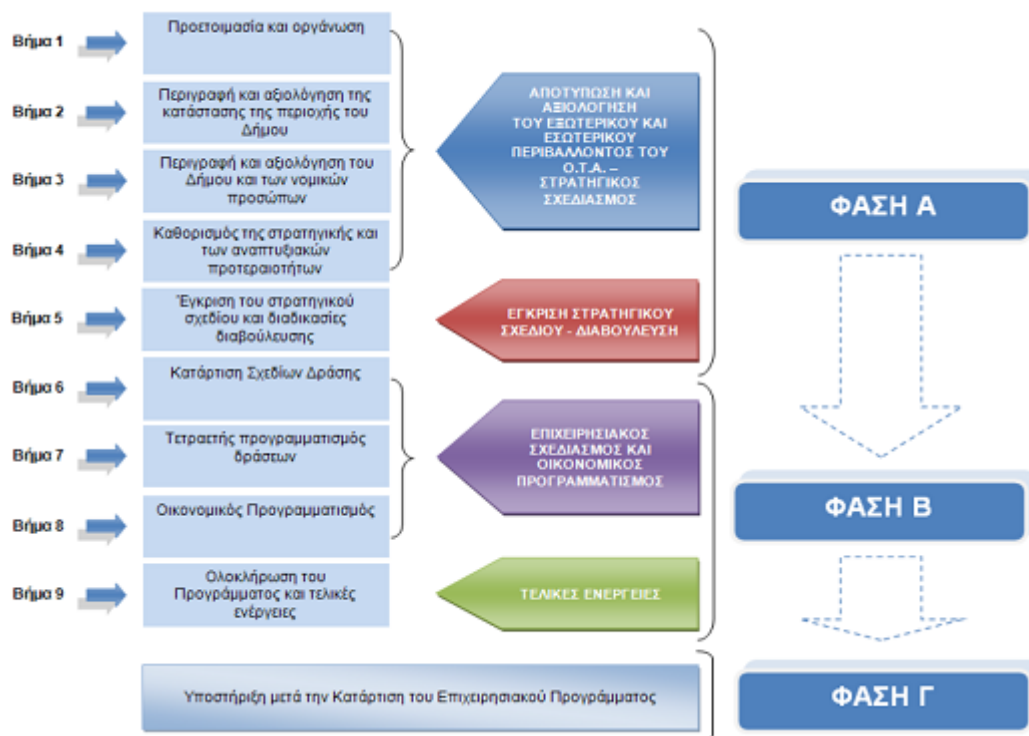 Βήμα 1
Προετοιμασία και οργάνωση
Βήμα 2
Περιγραφή και αξιολόγηση της
κατάστασης της περιοχής του
Δήμου
Βήμα 3
Περιγραφή και αξιολόγηση του
Δήμου και των νομικών
προσώπων
Βήμα 4
Καθορισμός της στρατηγικής και
των αναπτυξιακών
προτεραιοτήτων
ΑΠΟΤΥΠΩΣΗ ΚΑΙ
ΑΞΙΟΛΟΓΗΣΗ
ΤΟΥ ΕΞΩΤΕΡΙΚΟΥ ΚΑΙ
ΕΣΩΤΕΡΙΚΟΥ
ΠΕΡΙΒΑΛΛΟΝΤΟΣ ΤΟΥ
Ο.Τ.Α. –
ΣΤΡΑΤΗΓΙΚΟΣ
ΣΧΕΔΙΑΣΜΟΣ
Βήμα 5
Έγκριση του στρατηγικού
σχεδίου και διαδικασίες
διαβούλευσης
ΕΓΚΡΙΣΗ ΣΤΡΑΤΗΓΙΚΟΥ
ΣΧΕΔΙΟΥ - ΔΙΑΒΟΥΛΕΥΣΗ
ΦΑΣΗ Α
Βήμα 6
Κατάρτιση Σχεδίων Δράσης
Βήμα 7
Τετραετής προγραμματισμός
δράσεων
Βήμα 8
Οικονομικός Προγραμματισμός
ΕΠΙΧΕΙΡΗΣΙΑΚΟΣ
ΣΧΕΔΙΑΣΜΟΣ ΚΑΙ
ΟΙΚΟΝΟΜΙΚΟΣ
ΠΡΟΓΡΑΜΜΑΤΙΣΜΟΣ
Βήμα 9
Ολοκλήρωση του
Προγράμματος και τελικές
ενέργειες
ΤΕΛΙΚΕΣ ΕΝΕΡΓΕΙΕΣ
ΦΑΣΗ Β
Υποστήριξη μετά την Κατάρτιση του Επιχειρησιακού Προγράμματος
ΦΑΣΗ Γ